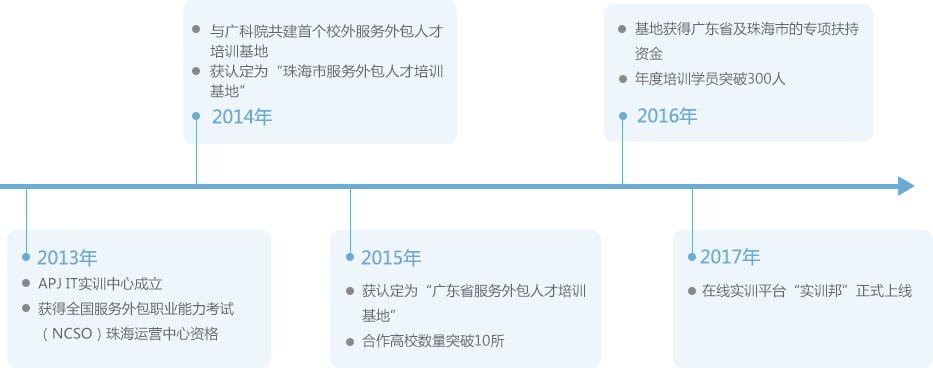 与广科院共建首个校外服务外包人才
培训基地
获认定为“珠海市服务外包人才培训
基地”
2014年
基地获得广东省及珠海市的专项扶持
资金
年度培训学员突破300人
2016年
2013年
APJ IT实训中心成立
获得全国服务外包职业能力考试
（NCSO）珠海运营中心资格
2015年
获认定为“广东省服务外包人才培训
基地”
合作高校数量突破10所
2017年
在线实训平台“实训邦”正式上线